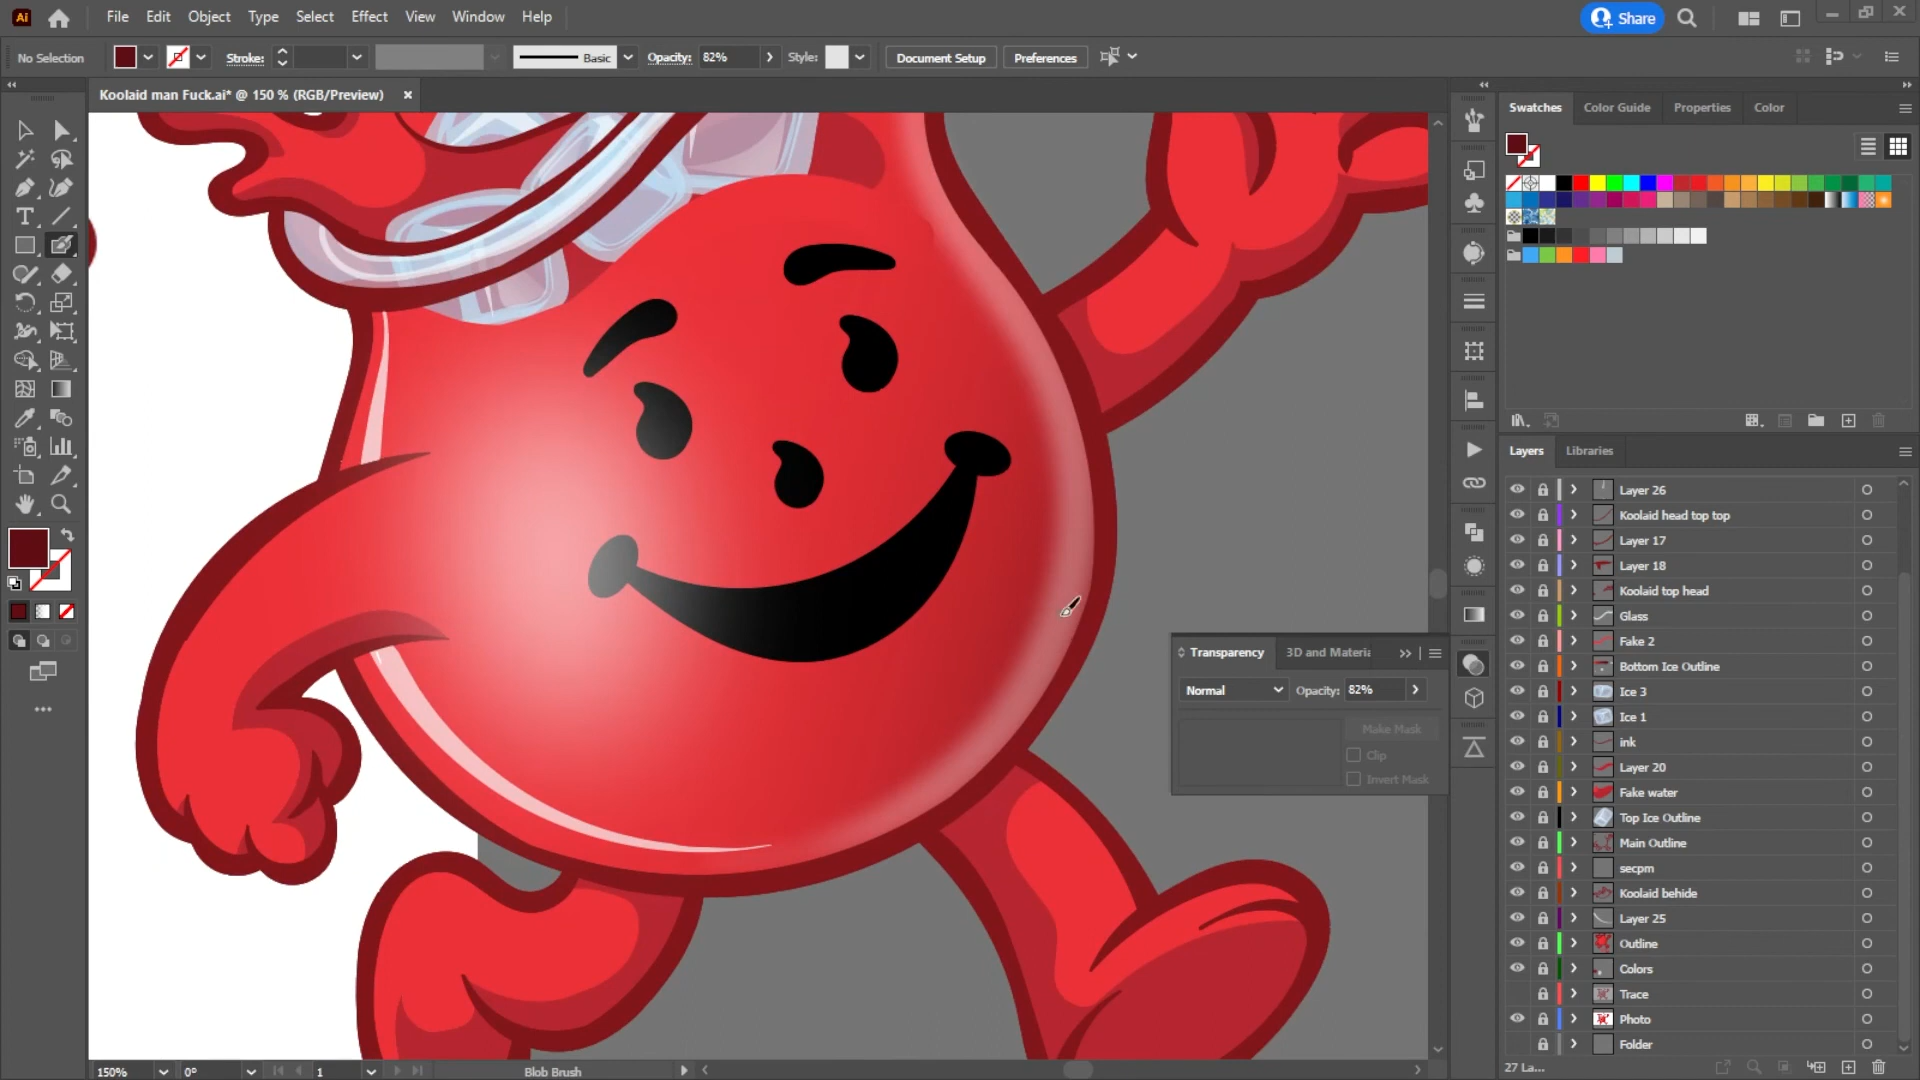 Ai File Edit Object Type Select Effect View Window Help Share
No Selection Stroke: Basic Opacity: 82% Style: Document Setup Preferences
Koolaid man Fuck.ai* @ 150 % (RGB/Preview) ×
Swatches Color Guide Properties Color
Layers Libraries
Layer 26
Koolaid head top top
Layer 17
Layer 18
Koolaid top head
Glass
Fake 2
Bottom Ice Outline
Ice 3
Ice 1
ink
Layer 20
Fake water
Top Ice Outline
Main Outline
secpm
Koolaid behide
Layer 25
Outline
Colors
Trace
Photo
Folder
27 La...
Transparency 3D and Materia
Normal Opacity: 82%
Make Mask
Clip
Invert Mask
150% 0° 1 Blob Brush